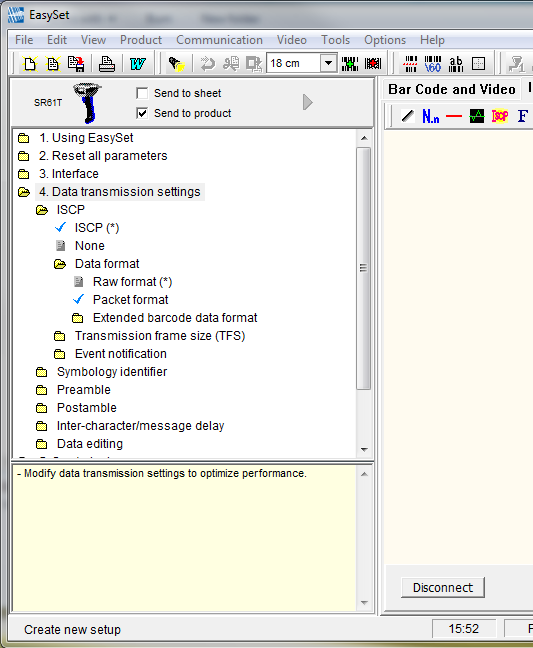 EasySet
File Edit View Product Communication Video Tools Options Help
18 cm
\60
ab
SR61T
Send to sheet
Send to product
1. Using EasySet
2. Reset all parameters
3. Interface
4. Data transmission settings
ISCP
ISCP (*)
None
Data format
Raw format (*)
Packet format
Extended barcode data format
Transmission frame size (TFS)
Event notification
Symbology identifier
Preamble
Postamble
Inter-character/message delay
Data editing
- Modify data transmission settings to optimize performance.
Bar Code and Video
N.n
ISCP
F
Disconnect
Create new setup
15:52